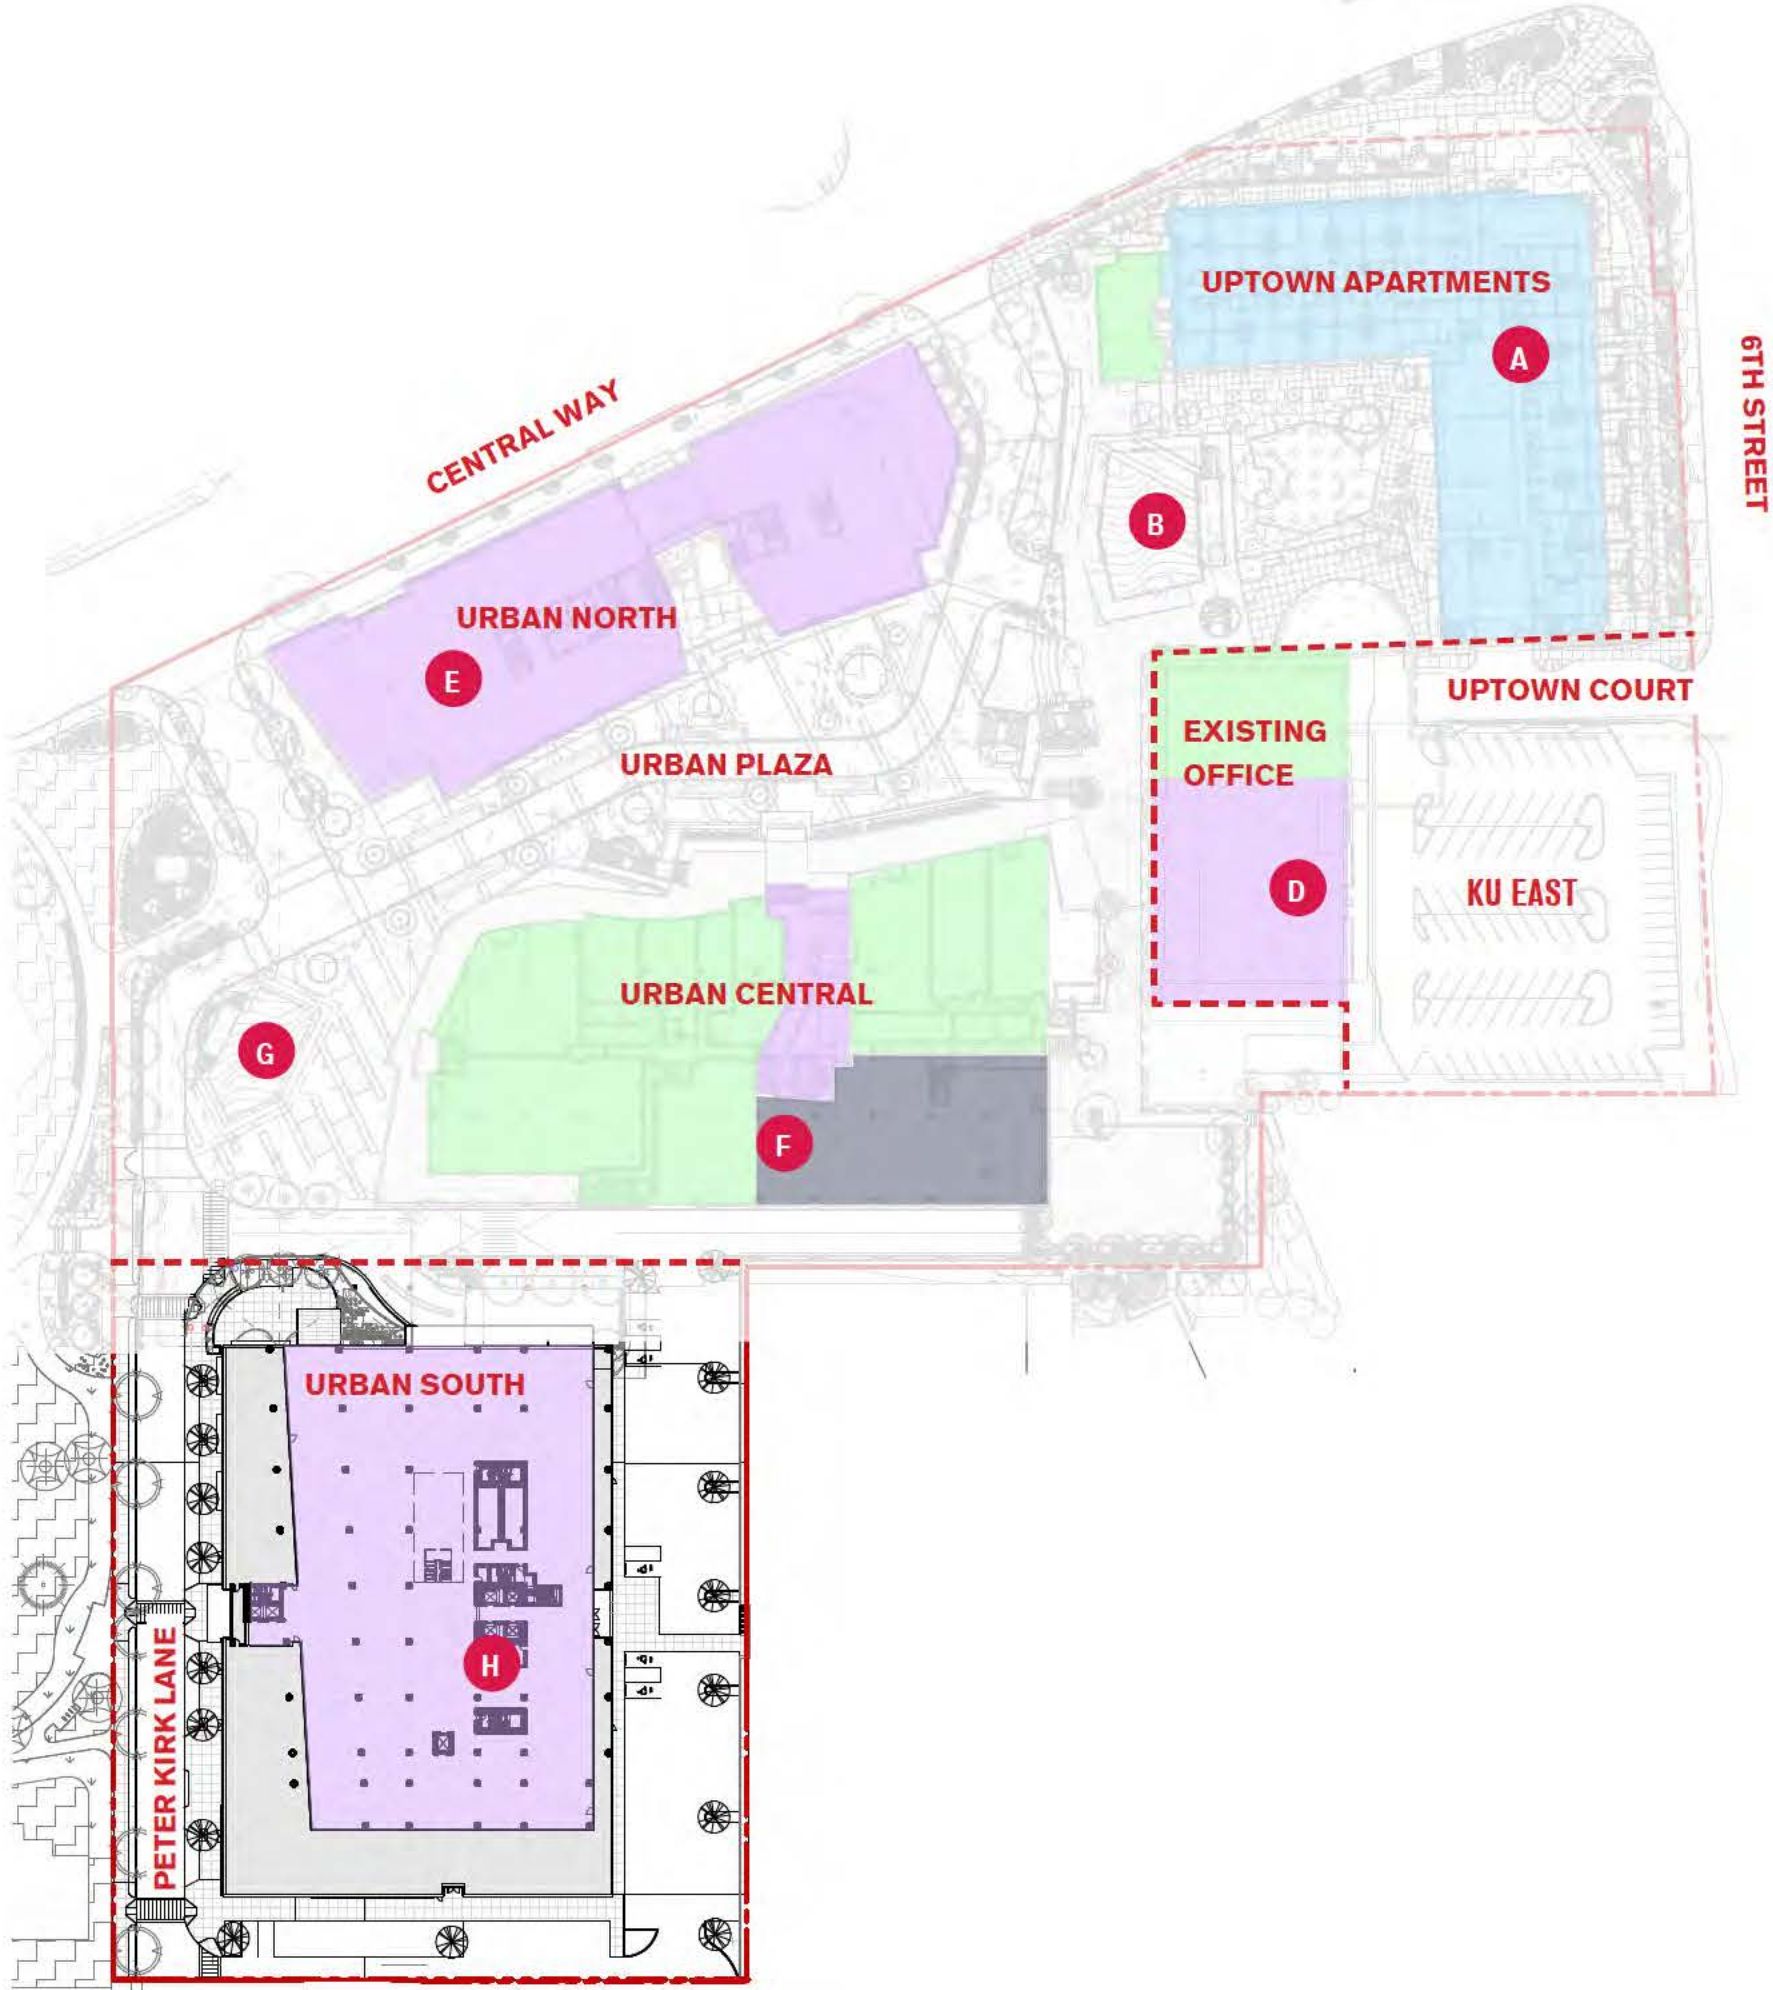 UPTOWN APARTMENTS
A
6TH STREET
CENTRAL WAY
B
URBAN NORTH
E
UPTOWN COURT
EXISTING
OFFICE
URBAN PLAZA
D
KU EAST
URBAN CENTRAL
G
F
URBAN SOUTH
H
PETER KIRK LANE